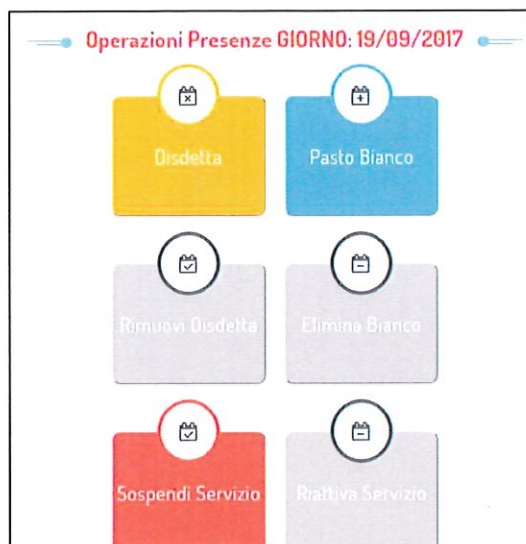 Operazioni Presenze GIORNO: 19/09/2017
Disdetta
Pasto Bianco
Rimuovi Disdetta
Elimina Bianco
Sospendi Servizio
Riattiva Servizio